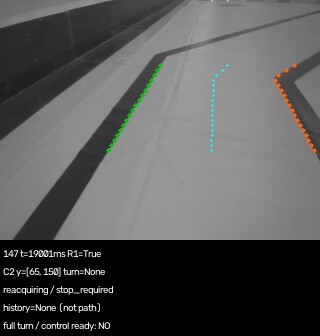 147 t=19001ms R1=True
C2 y=[65, 150] turn=None
reacquiring / stop_required
history=None (not path)
full turn / control ready: NO